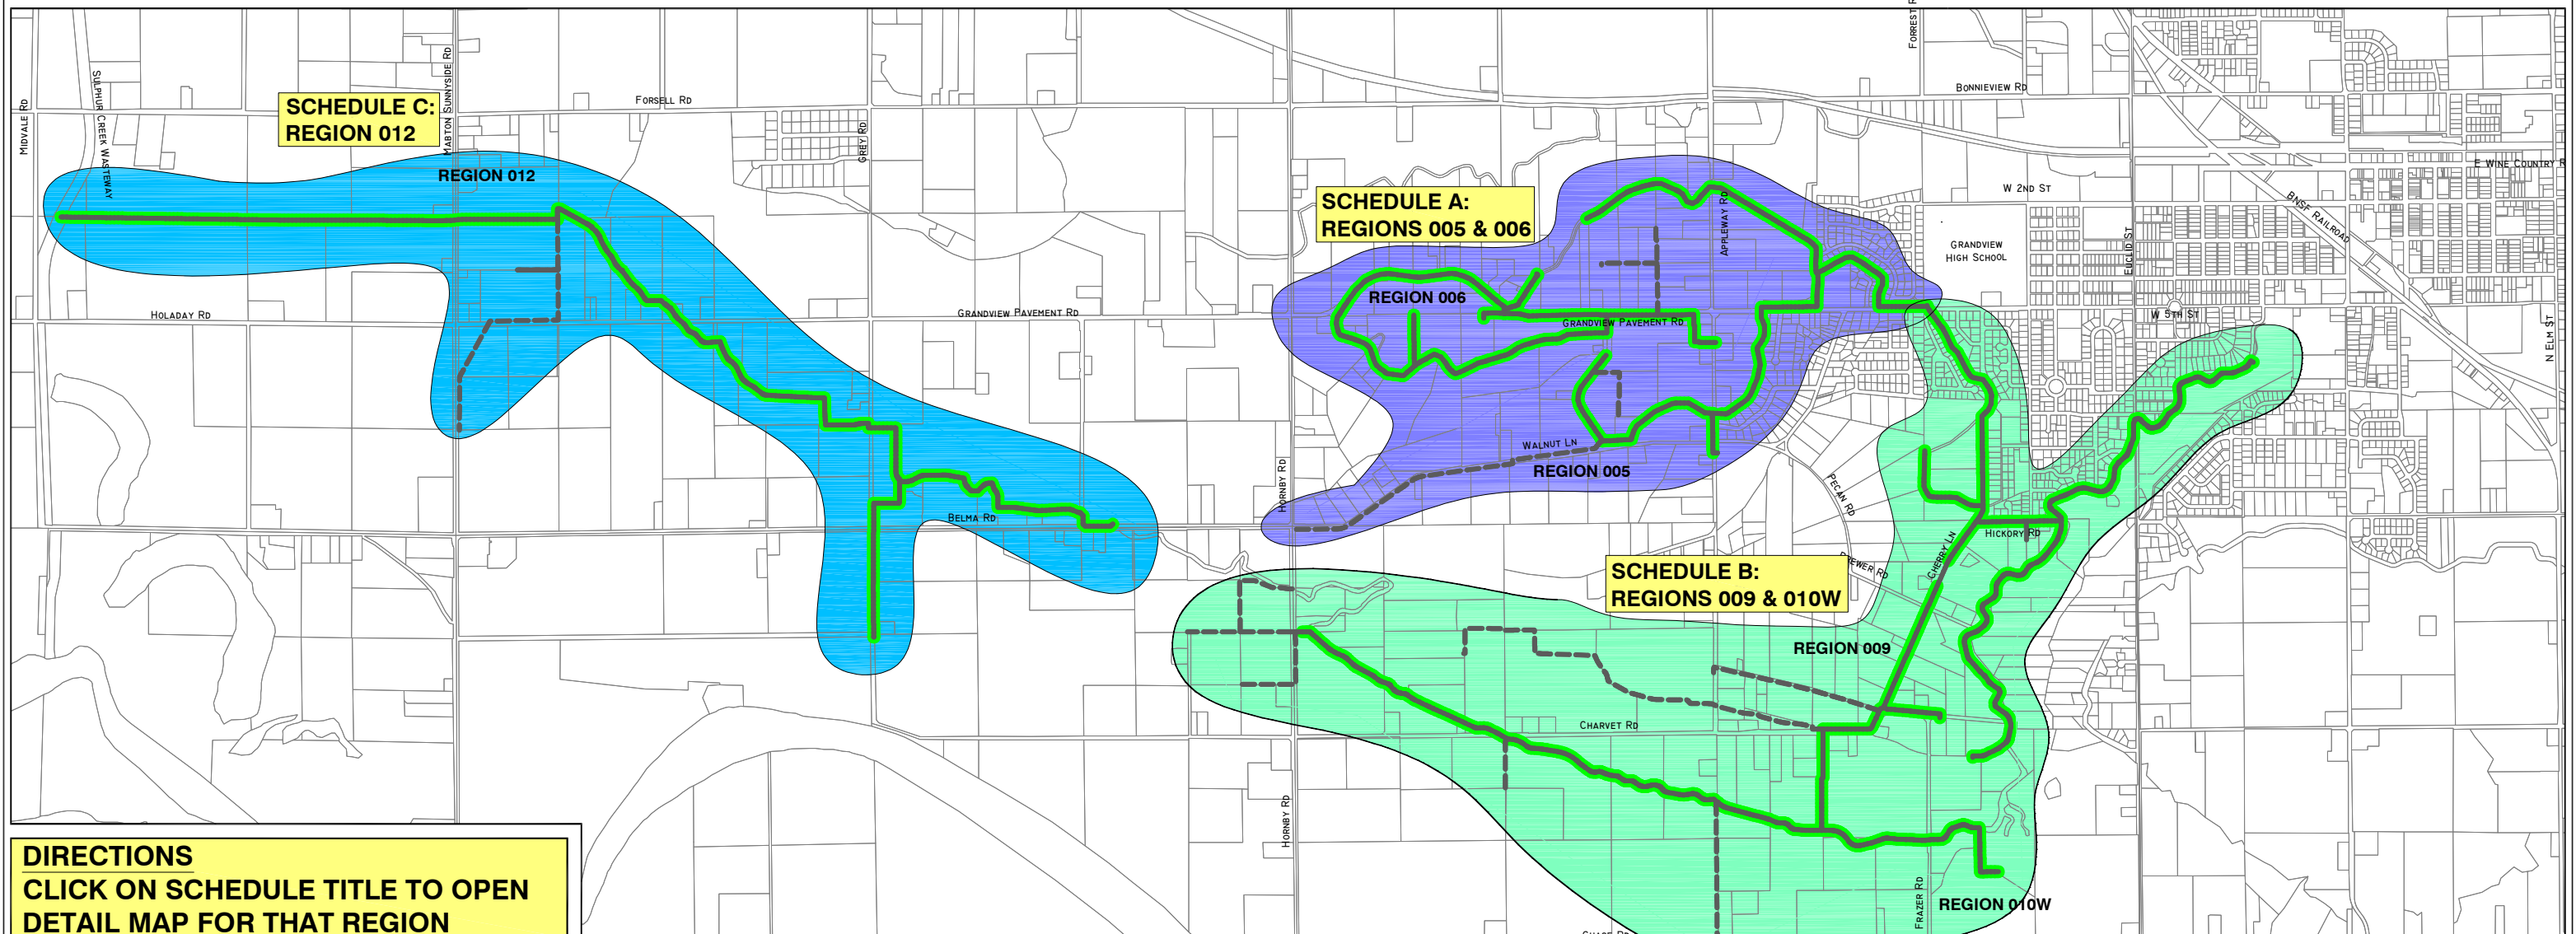 FORREST R
BONNIEVIEW RD
FORSELL RD
MIDVALE RD
SULPHUR CREEK WASTEWAY
MABTON SUNNYSIDE RD
GREY RD
SCHEDULE C:
REGION 012
REGION 012
E WINE COUNTRY R
W 2ND ST
BNSF RAILROAD
SCHEDULE A:
REGIONS 005 & 006
APPLEWAY RD
GRANDVIEW
HIGH SCHOOL
EUCLID ST
REGION 006
HOLADAY RD
GRANDVIEW PAVEMENT RD
GRANDVIEW PAVEMENT RD
W 5TH ST
N ELM ST
WALNUT LN
REGION 005
HORNBY RD
PECAN RD
BELMA RD
HICKORY RD
CHERRY LN
REWER RD
SCHEDULE B:
REGIONS 009 & 010W
REGION 009
CHARVET RD
HORNBY RD
FRAZER RD
REGION 010W
DIRECTIONS
CLICK ON SCHEDULE TITLE TO OPEN
DETAIL MAP FOR THAT REGION